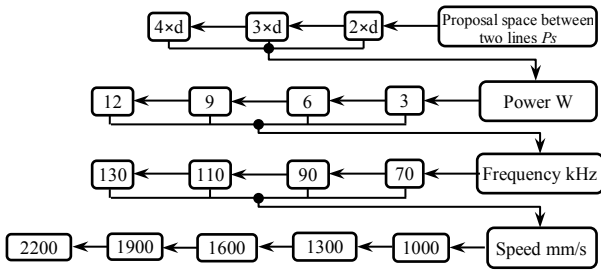 4×d 3×d 2×d Proposal space between
two lines Ps
12 9 6 3 Power W
130 110 90 70 Frequency kHz
2200 1900 1600 1300 1000 Speed mm/s